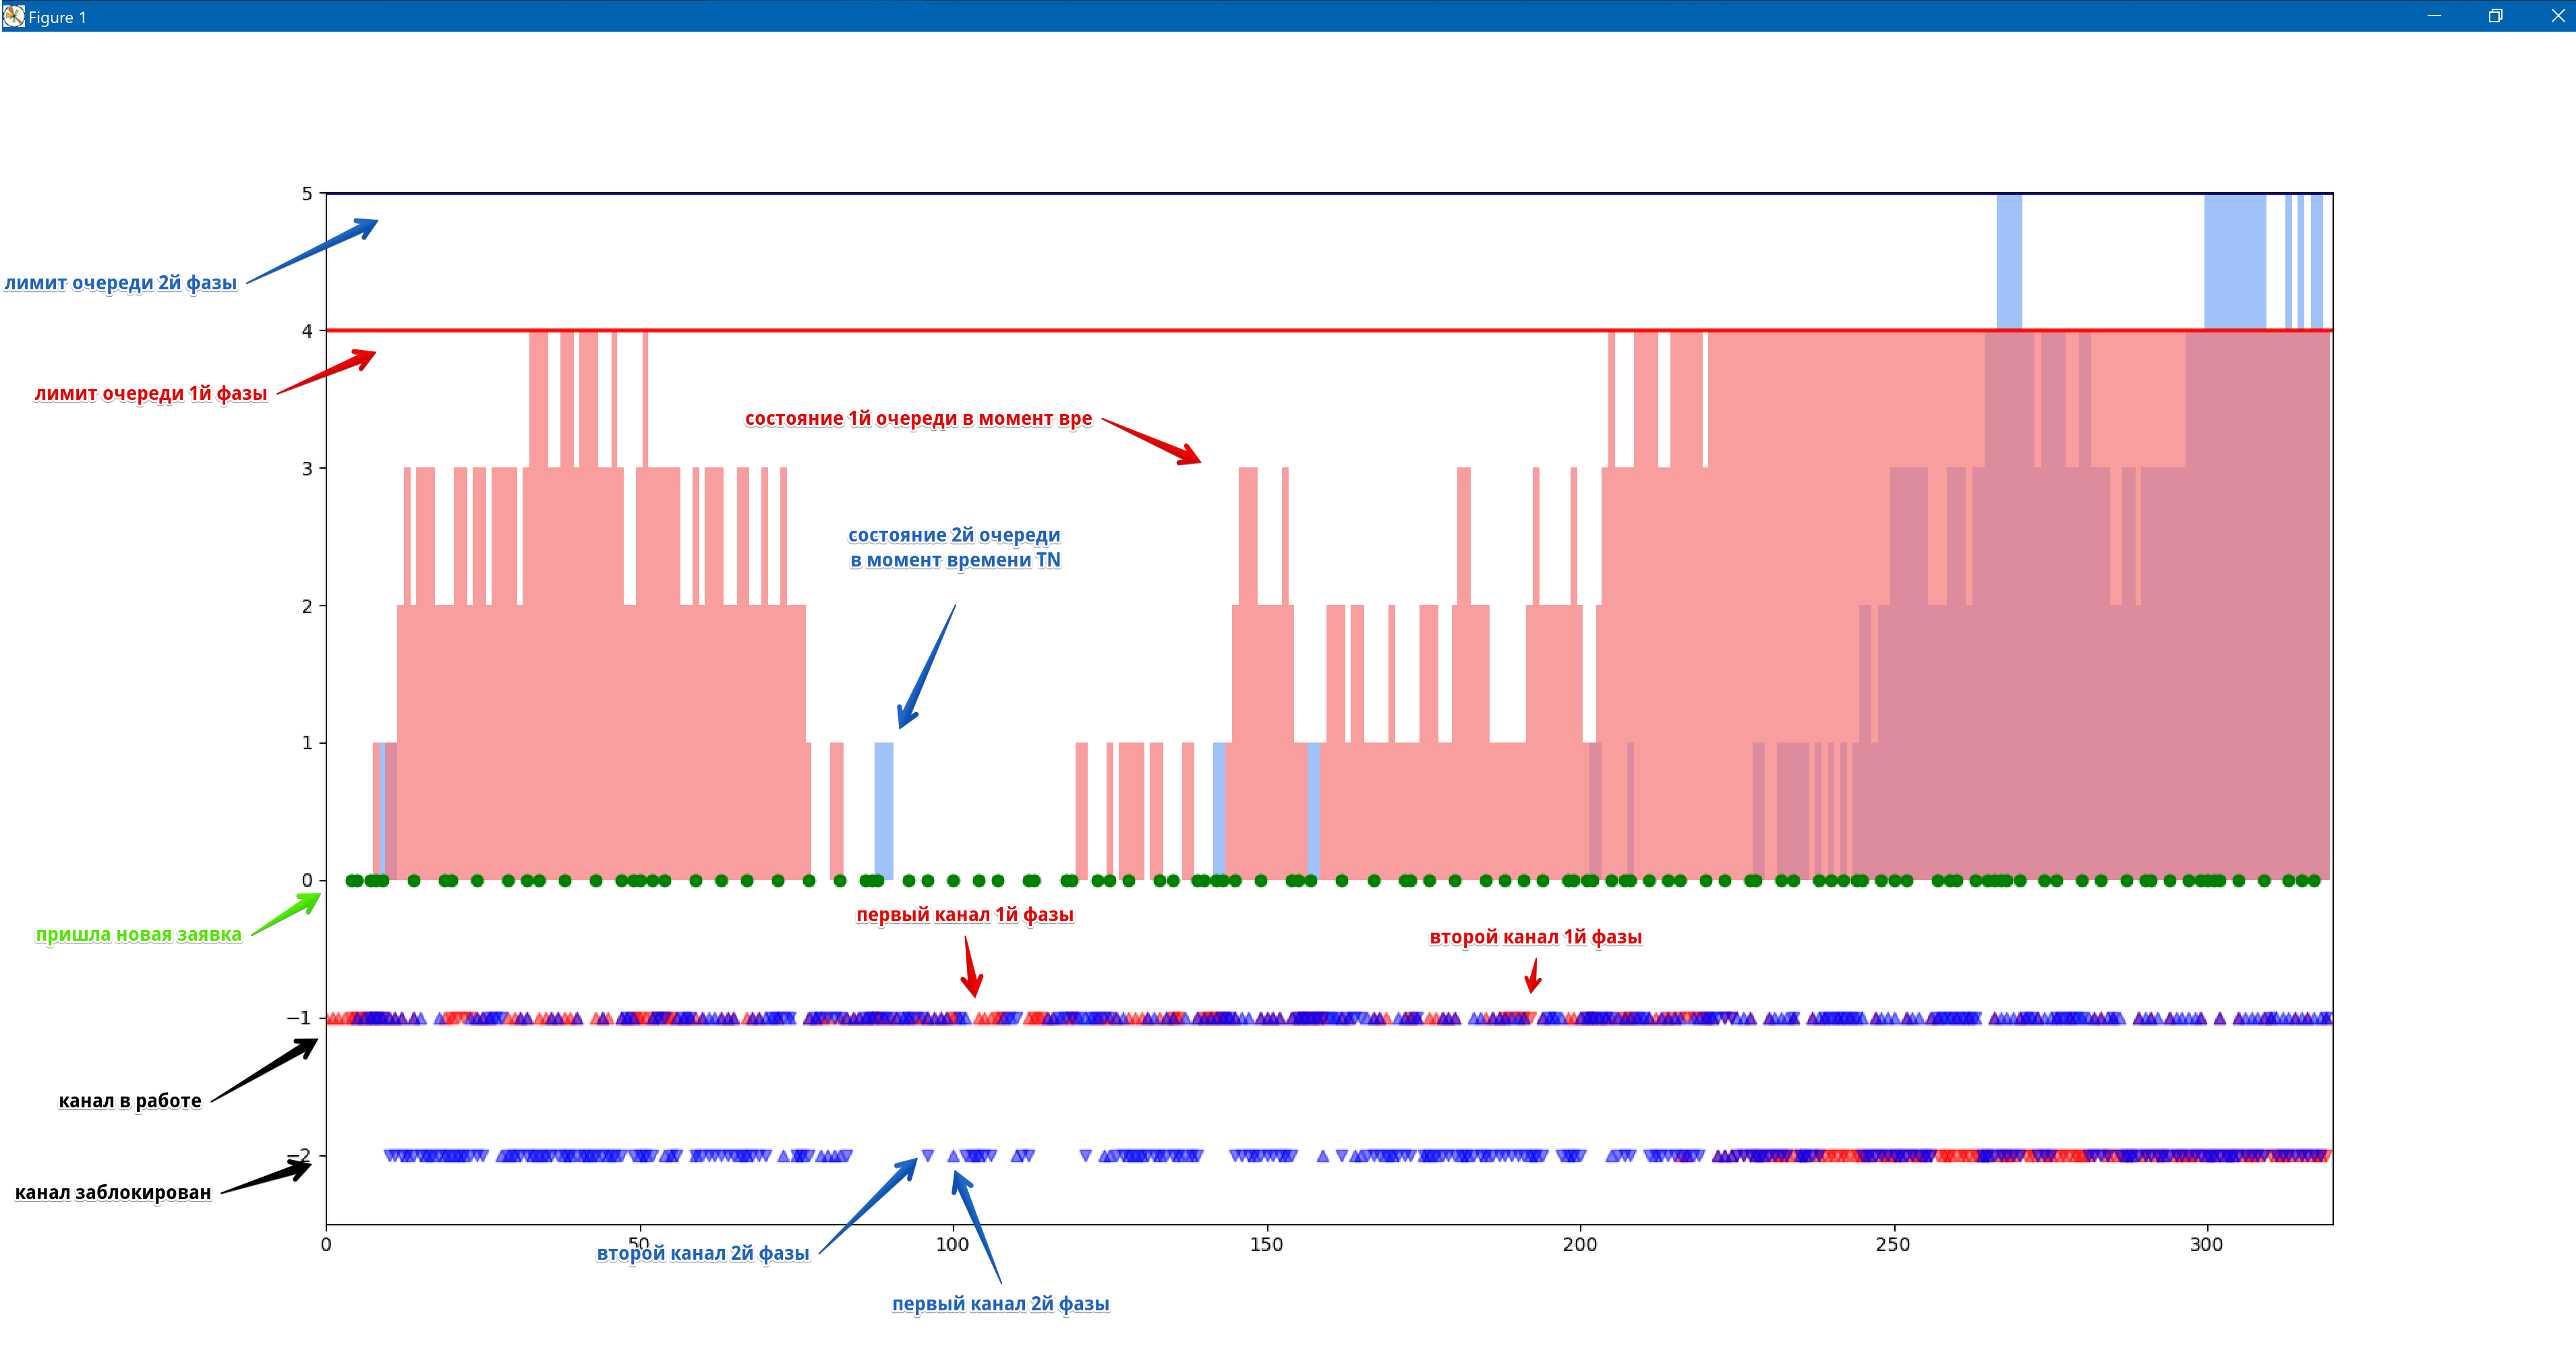 Figure 1
5
лимит очереди 2й фазы
4
лимит очереди 1й фазы
состояние 1й очереди в момент вре
3
состояние 2й очереди
в момент времени TN
2
1
0
пришла новая заявка
первый канал 1й фазы
второй канал 1й фазы
−1
канал в работе
−2
канал заблокирован
0
50
100
150
200
250
300
второй канал 2й фазы
первый канал 2й фазы